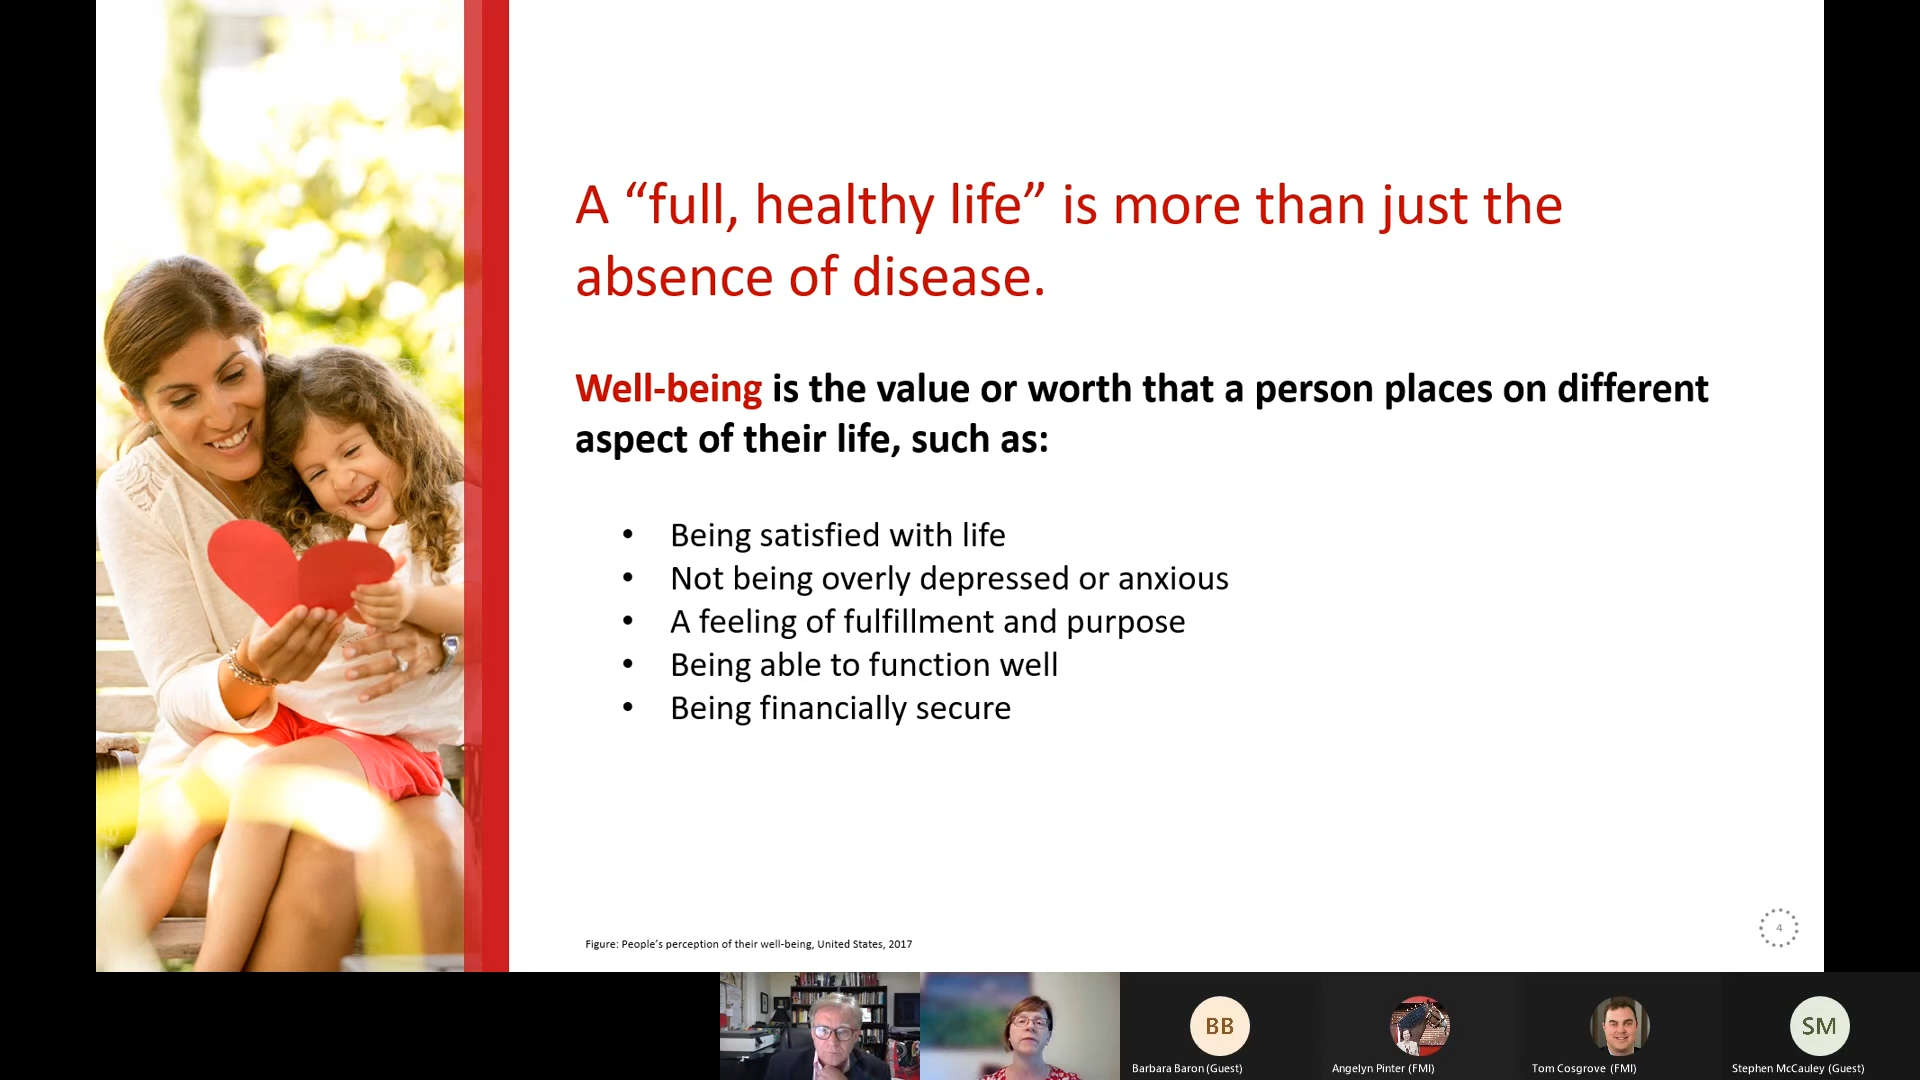 A “full, healthy life” is more than just the
absence of disease.
Well-being is the value or worth that a person places on different
aspect of their life, such as:
• Being satisfied with life
• Not being overly depressed or anxious
• A feeling of fulfillment and purpose
• Being able to function well
• Being financially secure
Figure: People’s perception of their well-being, United States, 2017
4
BB
SM
Barbara Baron (Guest)
Angelyn Pinter (FMI)
Tom Cosgrove (FMI)
Stephen McCauley (Guest)